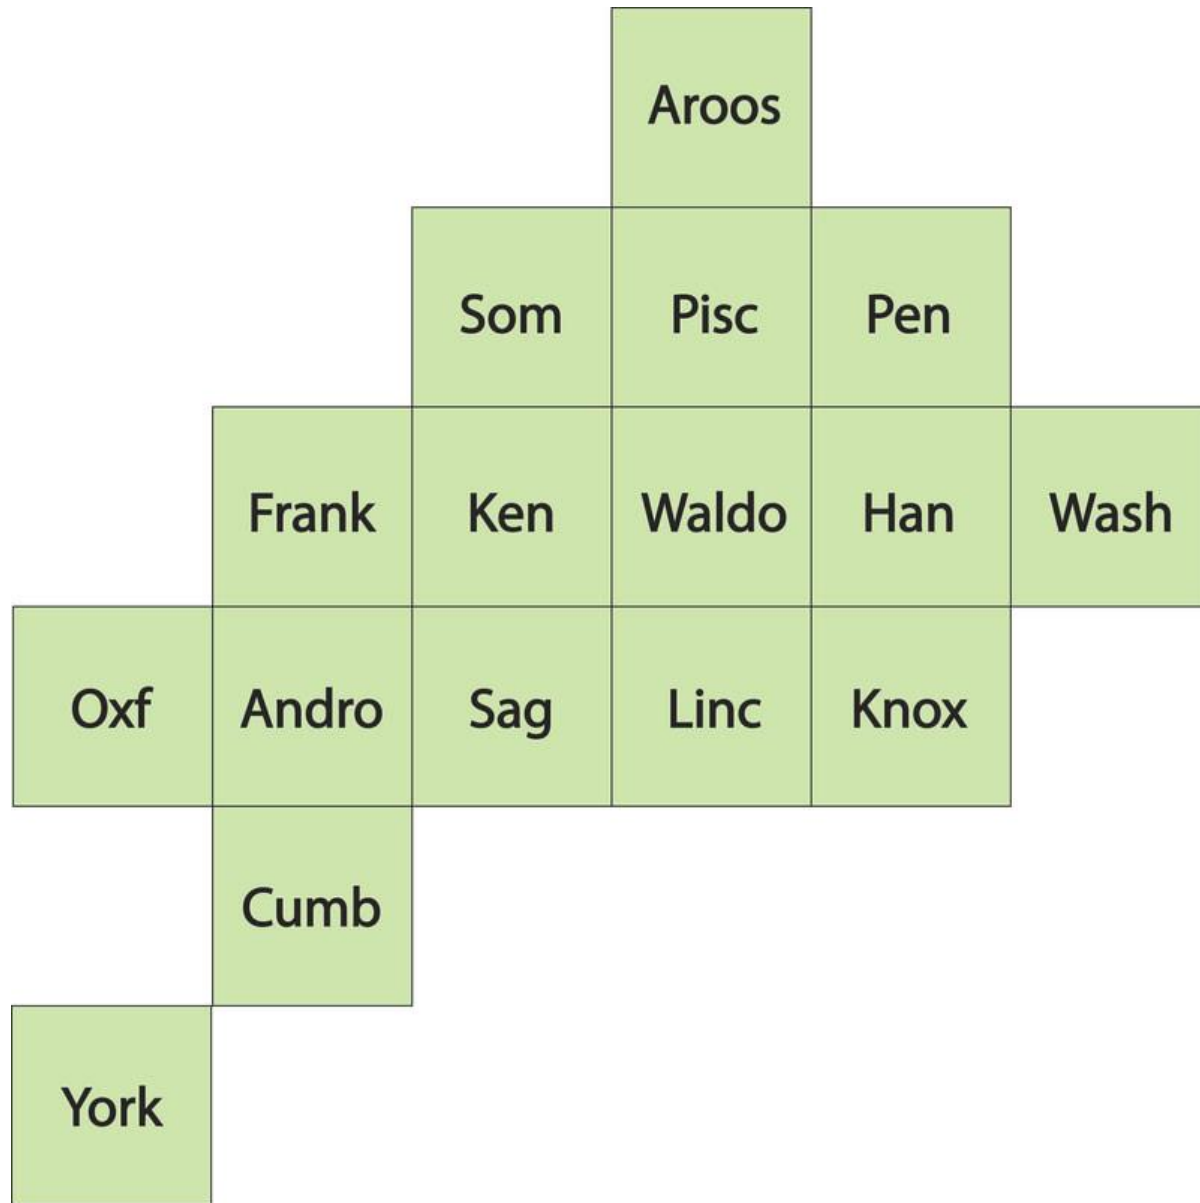 Aroos
Som Pisc Pen
Frank Ken Waldo Han Wash
Oxf Andro Sag Linc Knox
Cumb
York